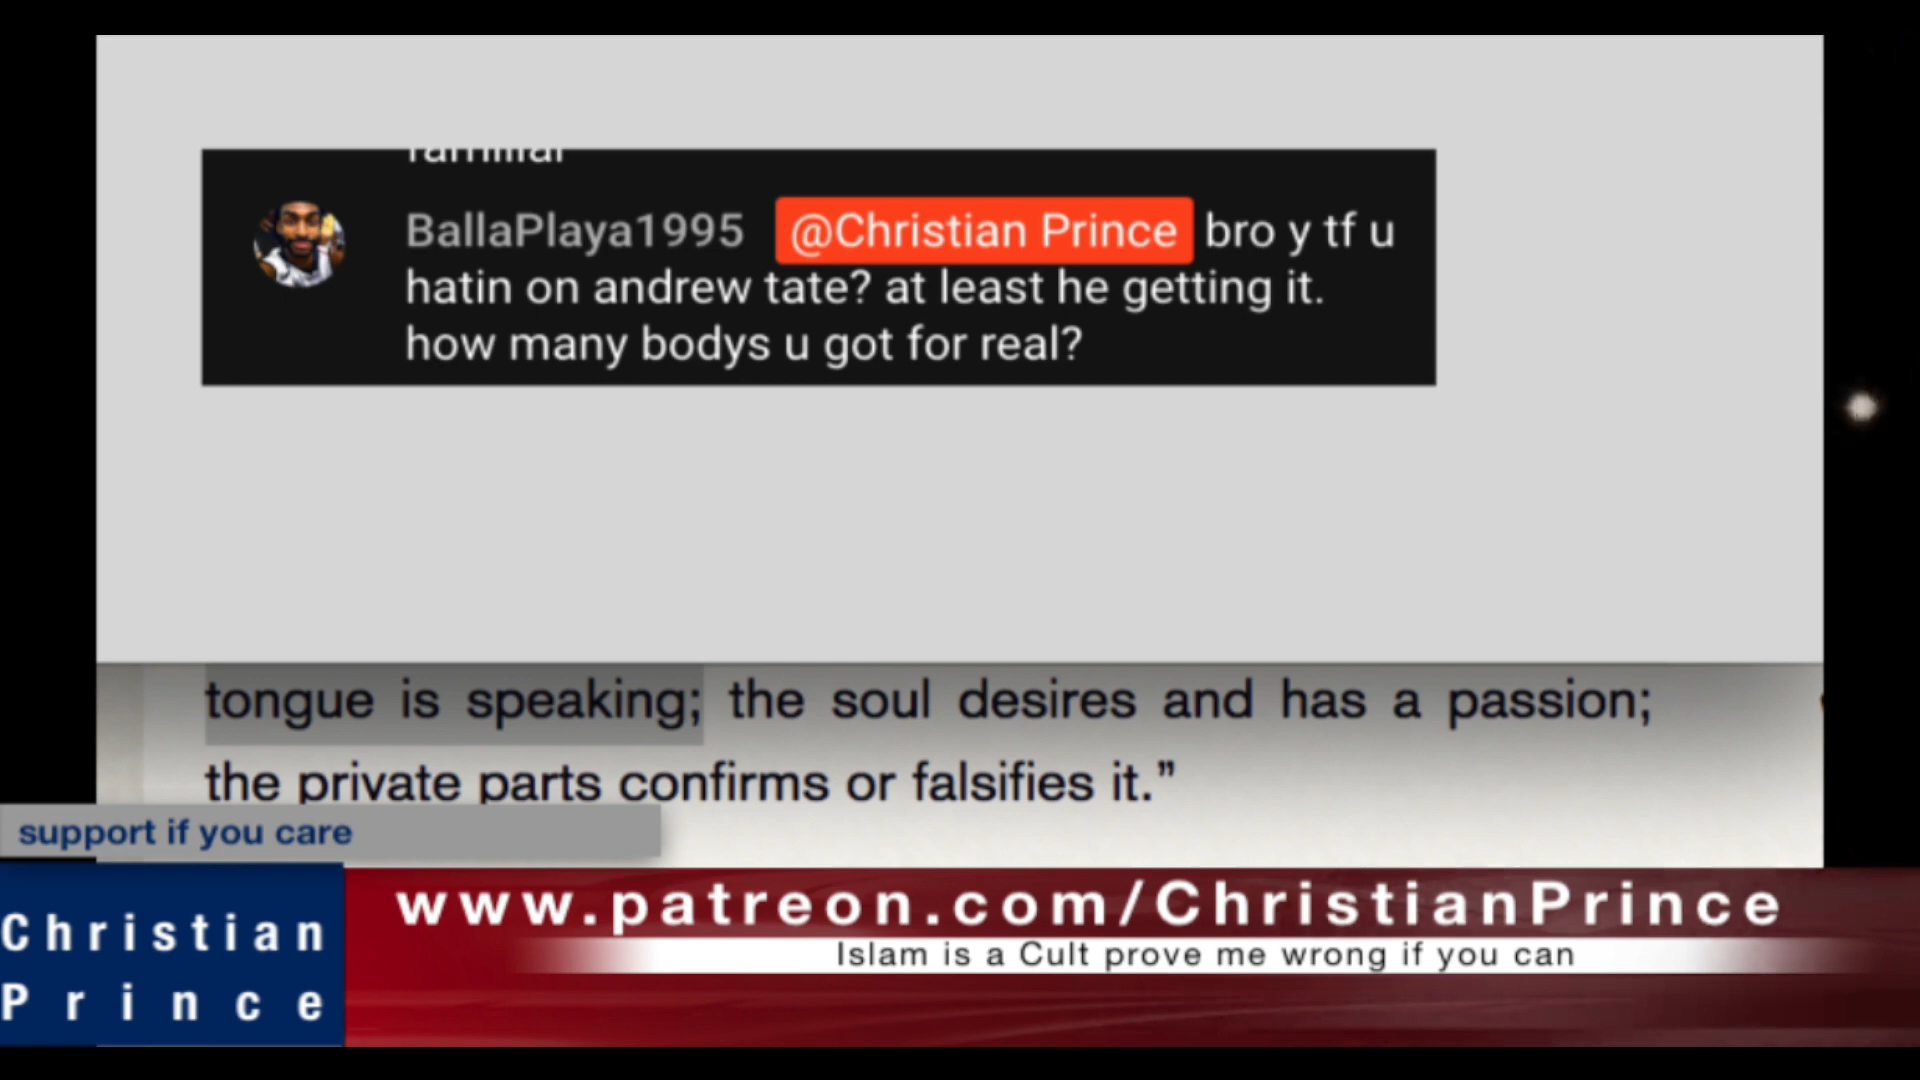 familiar
BallaPlaya1995 @Christian Prince bro y tf u
hatin on andrew tate? at least he getting it.
how many bodys u got for real?
tongue is speaking; the soul desires and has a passion;
the private parts confirms or falsifies it.”
support if you care
Christian
Prince
www.patreon.com/ChristianPrince
Islam is a Cult prove me wrong if you can